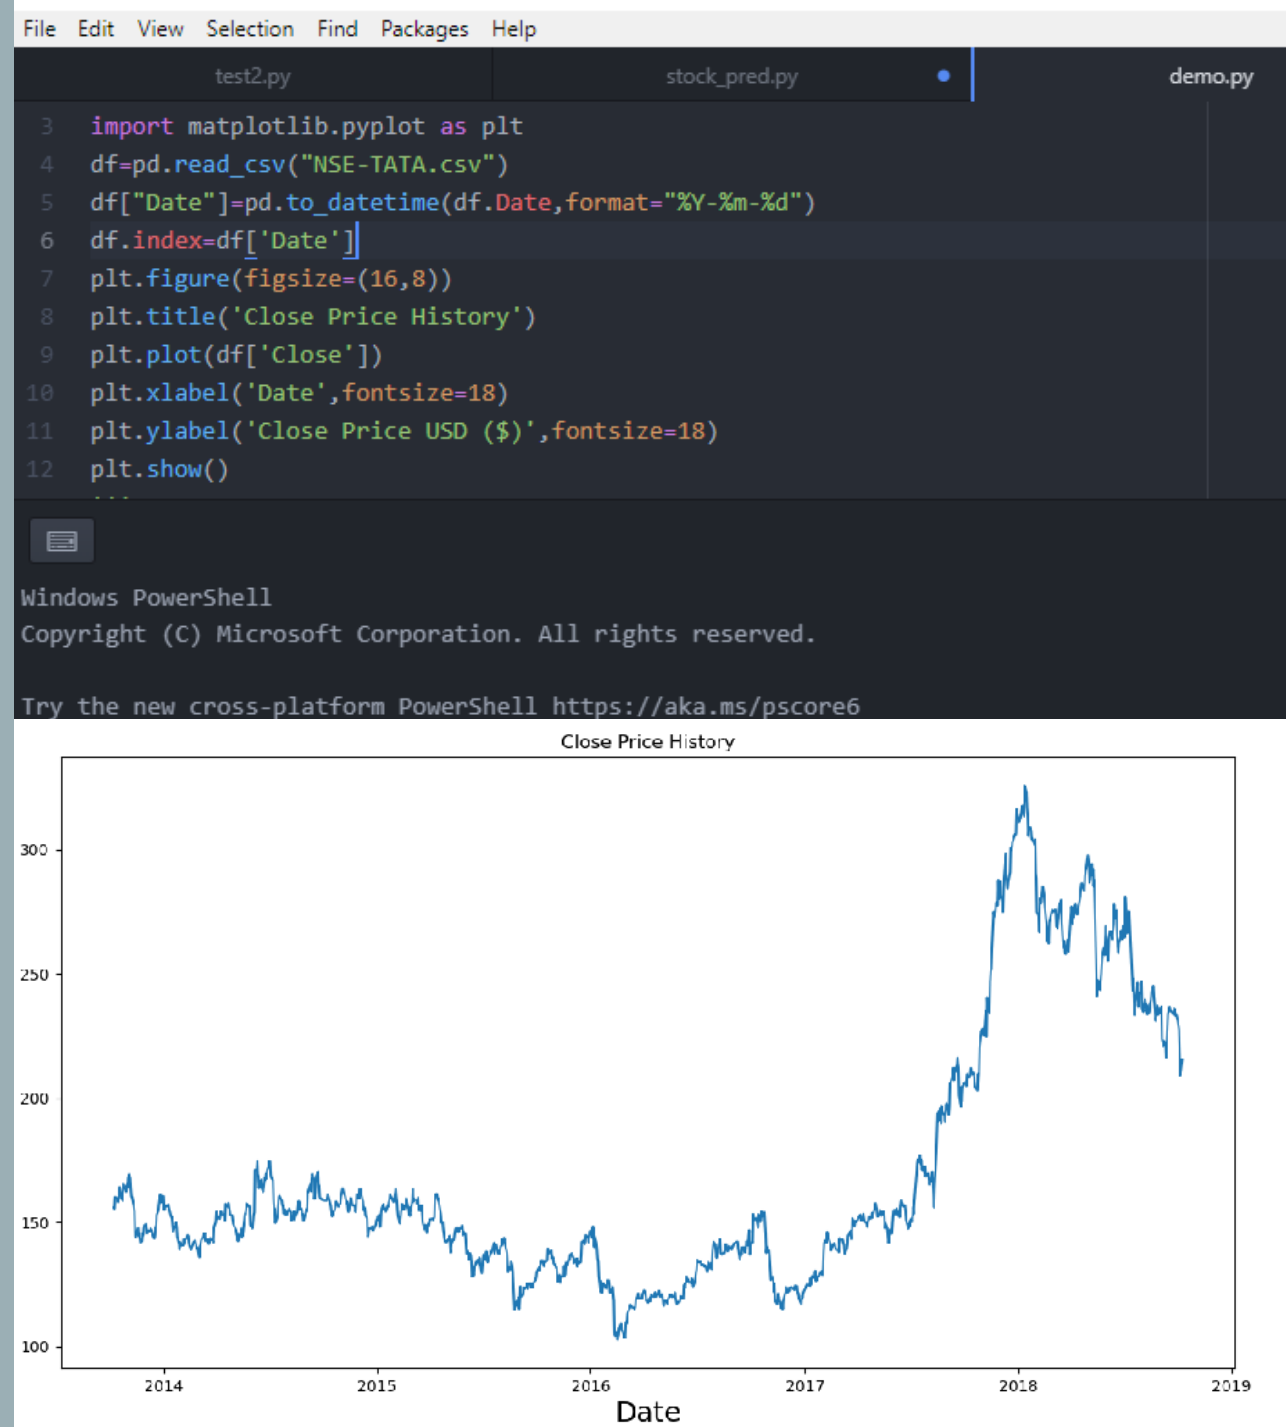 File Edit View Selection Find Packages Help
test2.py stock_pred.py demo.py
3 import matplotlib.pyplot as plt
4 df=pd.read_csv("NSE-TATA.csv")
5 df["Date"]=pd.to_datetime(df.Date,format="%Y-%m-%d")
6 df.index=df['Date']
7 plt.figure(figsize=(16,8))
8 plt.title('Close Price History')
9 plt.plot(df['Close'])
10 plt.xlabel('Date',fontsize=18)
11 plt.ylabel('Close Price USD ($)',fontsize=18)
12 plt.show()
Windows PowerShell
Copyright (C) Microsoft Corporation. All rights reserved.
Try the new cross-platform PowerShell https://aka.ms/pscore6
Close Price History
300
250
200
150
100
2014 2015 2016 2017 2018 2019
Date